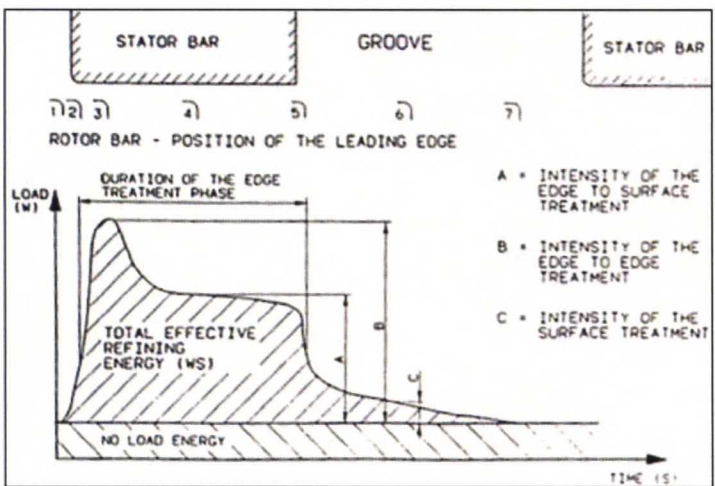 STATOR BAR
GROOVE
STATOR BAR
1 2 3 4 5 6 7
ROTOR BAR - POSITION OF THE LEADING EDGE
LOAD
(W)
DURATION OF THE EDGE
TREATMENT PHASE
A = INTENSITY OF THE
EDGE TO SURFACE
TREATMENT
B = INTENSITY OF THE
EDGE TO EDGE
TREATMENT
C = INTENSITY OF THE
SURFACE TREATMENT
TOTAL EFFECTIVE
REFINING
ENERGY (WS)
A
B
C
NO LOAD ENERGY
TIME (S)